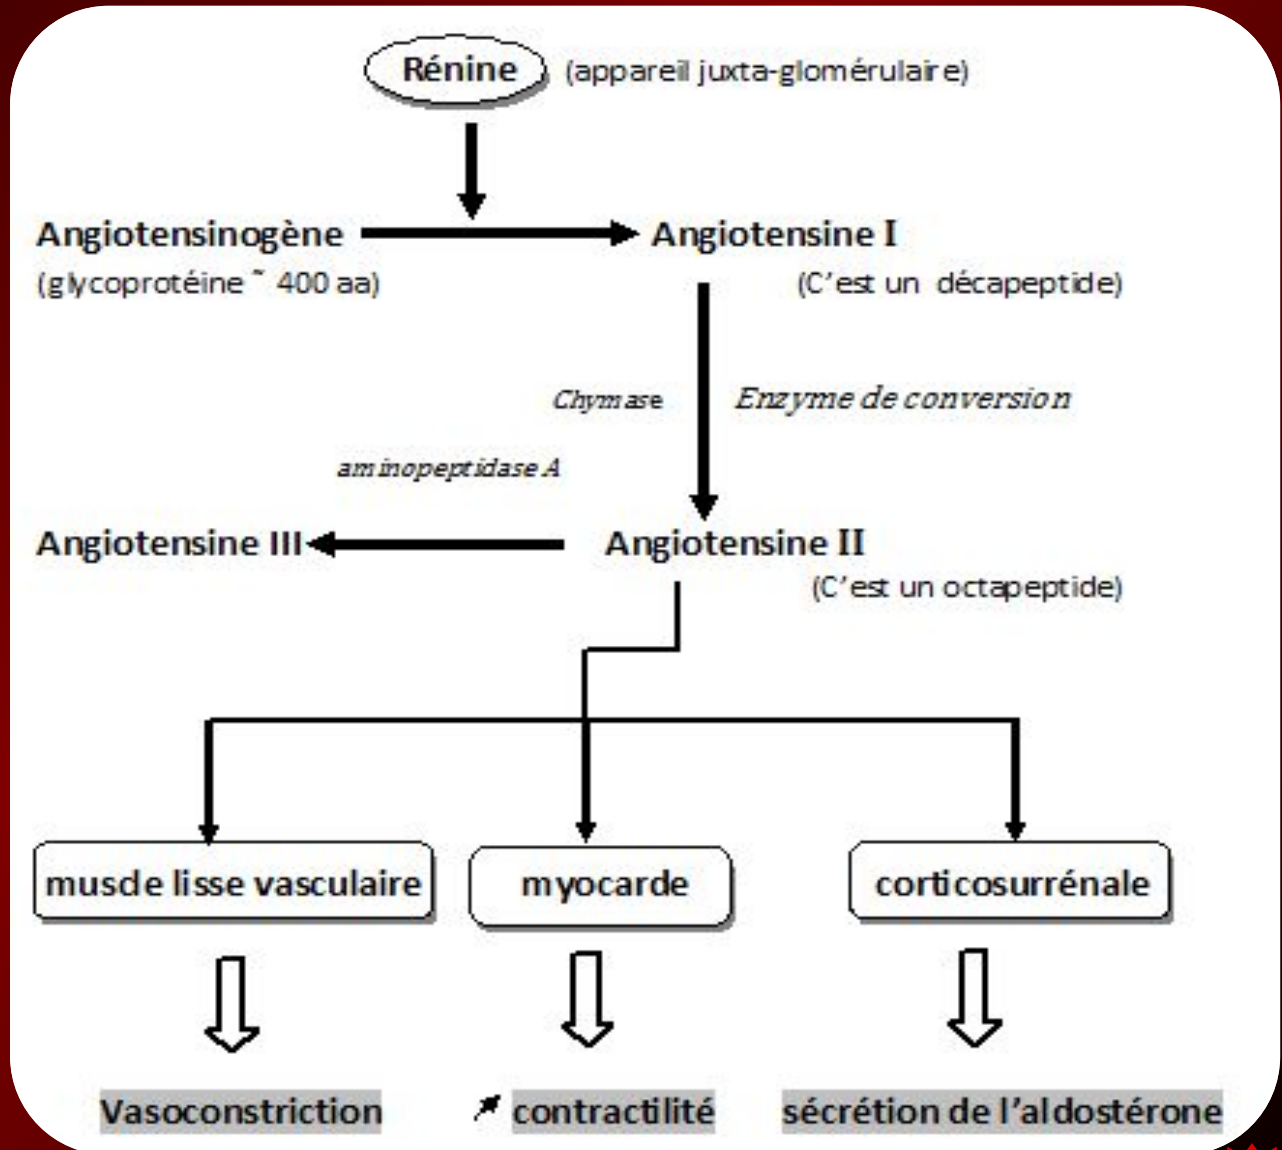 Rénine (appareil juxta-glomérulaire)
Angiotensinogène Angiotensine I
(glycoprotéine ~ 400 aa) (C'est un décapeptide)
Chymase Enzyme de conversion
aminopeptidase A
Angiotensine III Angiotensine II
(C'est un octapeptide)
muscle lisse vasculaire myocarde corticosurrénale
Vasoconstriction contractilité sécrétion de l'aldostérone